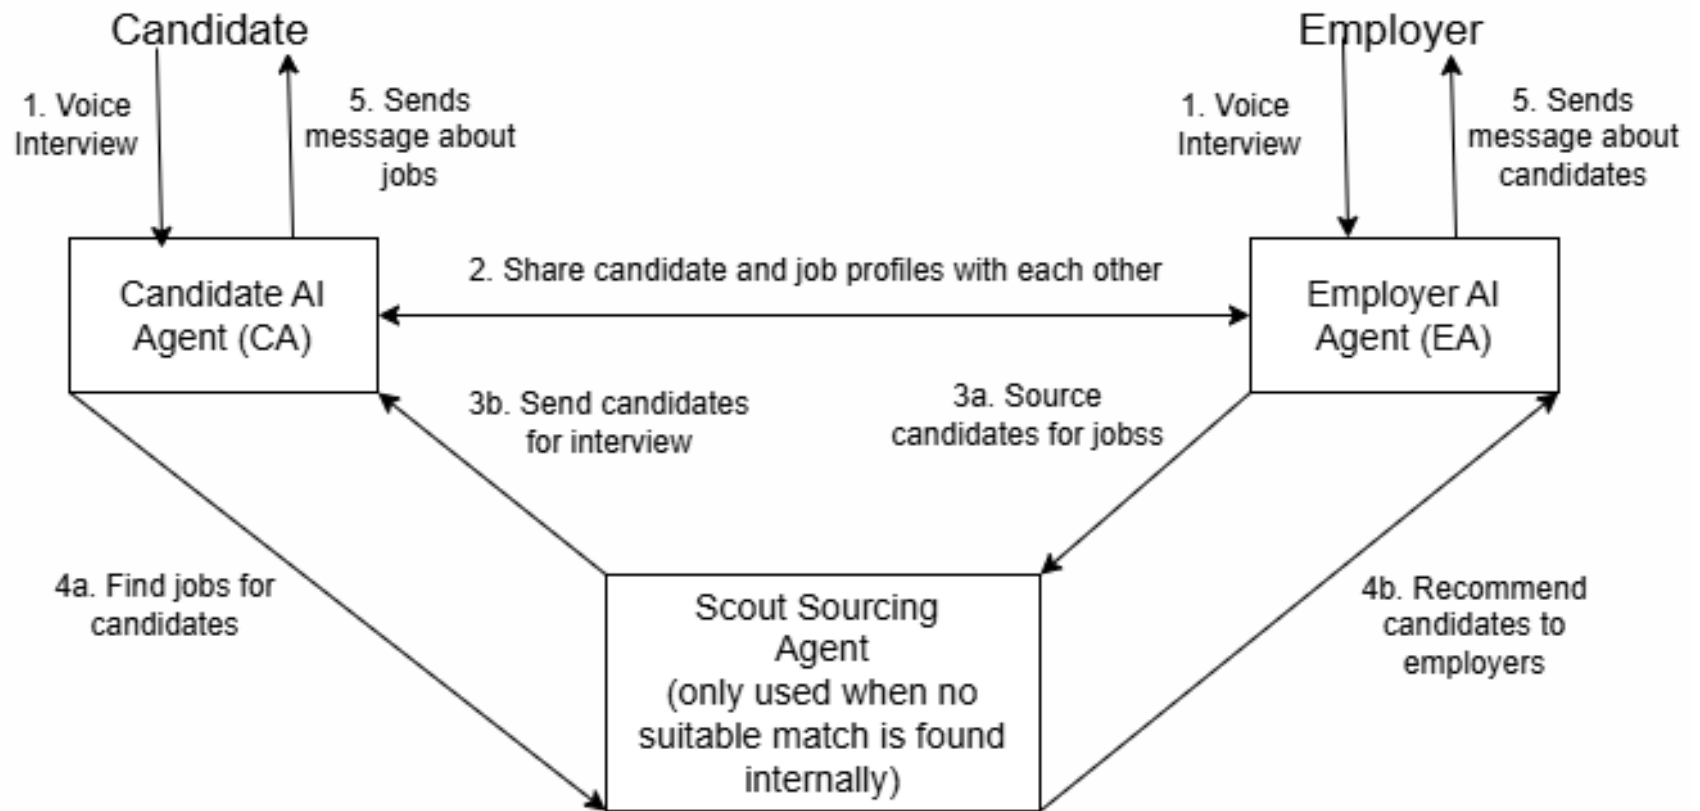 Candidate
Employer
1. Voice
Interview
5. Sends
message about
jobs
1. Voice
Interview
5. Sends
message about
candidates
Candidate AI
Agent (CA)
2. Share candidate and job profiles with each other
Employer AI
Agent (EA)
3b. Send candidates
for interview
3a. Source
candidates for jobss
4a. Find jobs for
candidates
Scout Sourcing
Agent
(only used when no
suitable match is found
internally)
4b. Recommend
candidates to
employers